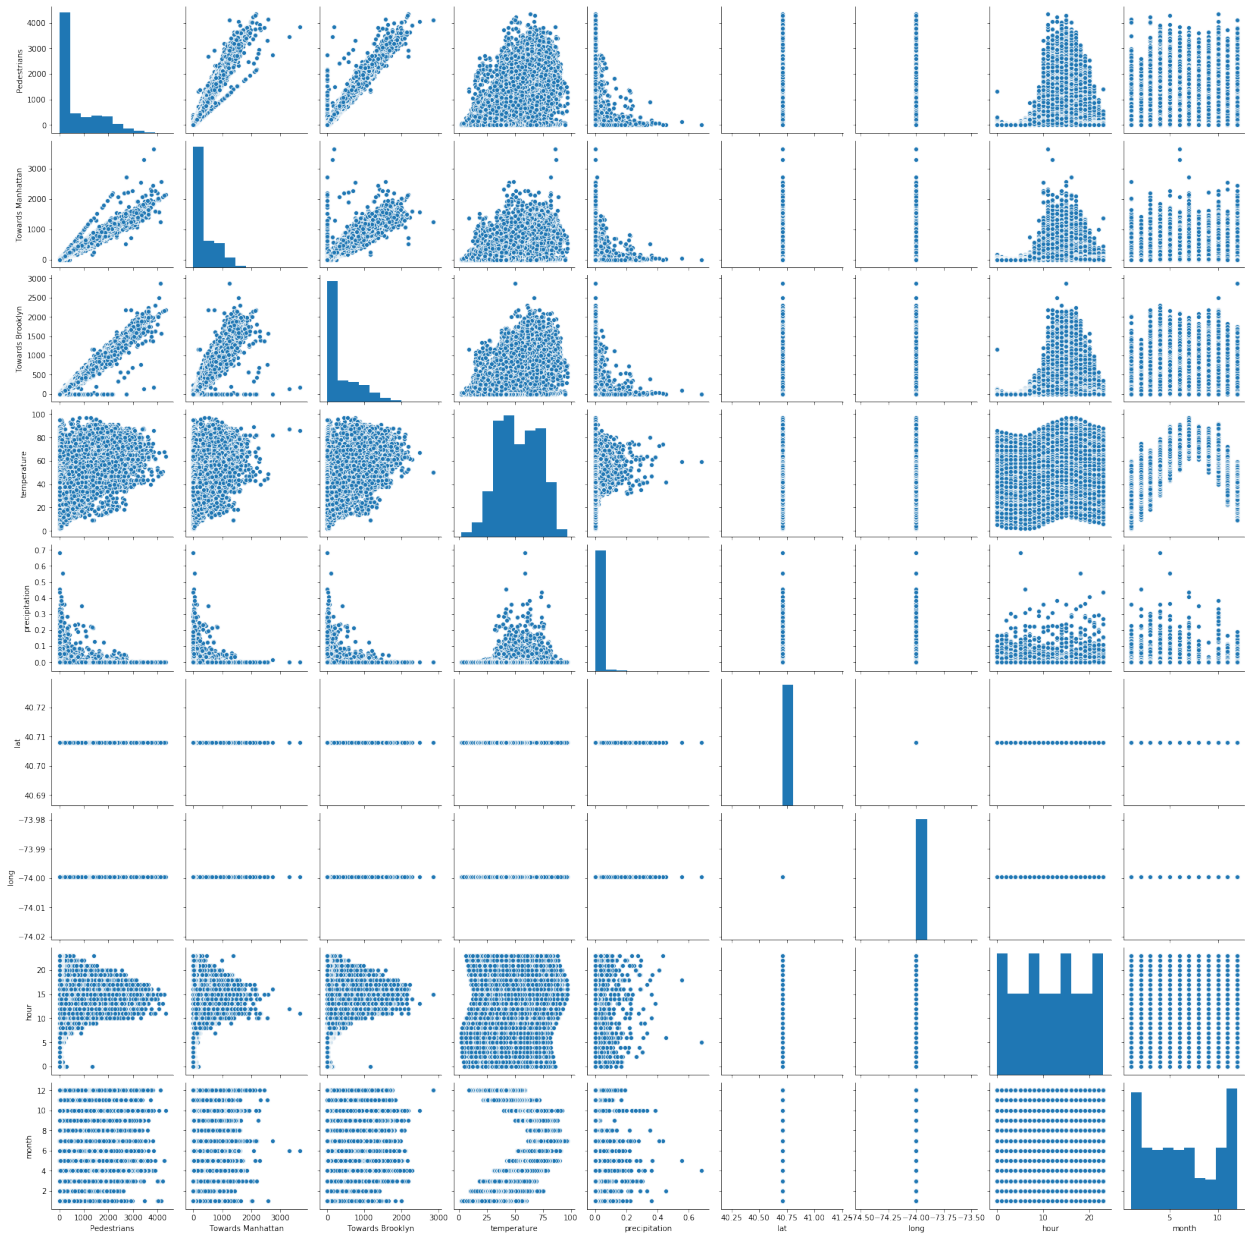 4000
3000
2000
1000
0
Pedestrians
3000
2000
1000
0
Towards Manhattan
3000
2500
2000
1500
1000
500
0
Towards Brooklyn
100
80
60
40
20
0
temperature
0.7
0.6
0.5
0.4
0.3
0.2
0.1
0.0
precipitation
40.72
40.71
40.70
40.69
lat
−73.98
−73.99
−74.00
−74.01
−74.02
long
20
15
10
5
0
hour
12
10
8
6
4
2
month
0 1000 2000 3000 4000
0 1000 2000 3000
0 1000 2000 3000
0 25 50 75 100
0.0 0.2 0.4 0.6
40.25 40.50 40.75 41.00 41.25
−74.50 −74.25 −74.00 −73.75 −73.50
0 10 20
5 10
Pedestrians Towards Manhattan Towards Brooklyn temperature precipitation lat long hour month